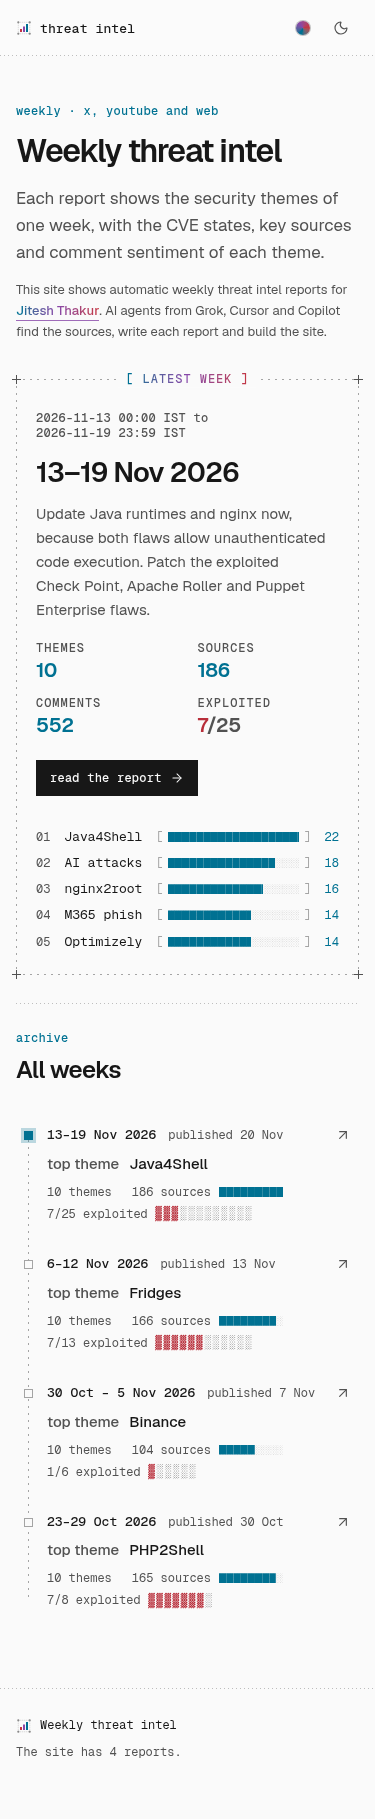 threat intel
weekly · x, youtube and web
Weekly threat intel
Each report shows the security themes of
one week, with the CVE states, key sources
and comment sentiment of each theme.
This site shows automatic weekly threat intel reports for
Jitesh Thakur. AI agents from Grok, Cursor and Copilot
find the sources, write each report and build the site.
[ LATEST WEEK ]
2026-11-13 00:00 IST to
2026-11-19 23:59 IST
13–19 Nov 2026
Update Java runtimes and nginx now,
because both flaws allow unauthenticated
code execution. Patch the exploited
Check Point, Apache Roller and Puppet
Enterprise flaws.
THEMES SOURCES
10 186
COMMENTS EXPLOITED
552 7/25
read the report →
01 Java4Shell [ ] 22
02 AI attacks [ ] 18
03 nginx2root [ ] 16
04 M365 phish [ ] 14
05 Optimizely [ ] 14
archive
All weeks
13–19 Nov 2026 published 20 Nov
top theme Java4Shell
10 themes 186 sources
7/25 exploited
6–12 Nov 2026 published 13 Nov
top theme Fridges
10 themes 166 sources
7/13 exploited
30 Oct – 5 Nov 2026 published 7 Nov
top theme Binance
10 themes 104 sources
1/6 exploited
23–29 Oct 2026 published 30 Oct
top theme PHP2Shell
10 themes 165 sources
7/8 exploited
Weekly threat intel
The site has 4 reports.